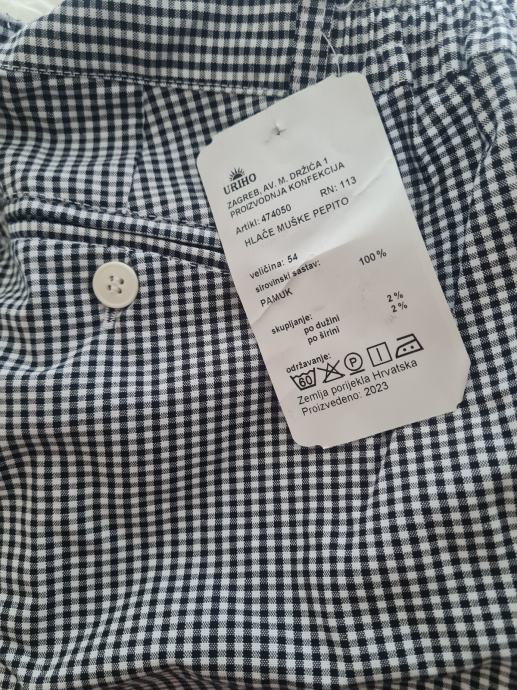 URIHO
ZAGREB, AV. M. DRŽIĆA 1
PROIZVODNJA KONFEKCIJA
Artikl: 474050 RN: 113
HLAČE MUŠKE PEPITO
veličina: 54
sirovinski sastav: 100%
PAMUK
skupljanje:
po dužini 2%
po širini 2%
održavanje:
60 P
Zemlja porijekla Hrvatska
Proizvedeno: 2023